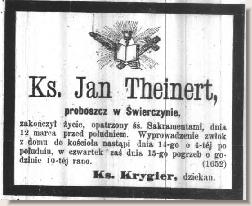 Ks. Jan Theinert,
proboszcz w Świerczynie,
zakończył życie, opatrzony śś. Sakramentami, dnia
12 marca przed południem. Wyprowadzenie zwłok
z domu do kościoła nastąpi dnia 14-go o 4-téj po
południu, w czwartek zaś dnia 15-go pogrzeb o go-
dzinie 10-téj rano. (1652)
Ks. Krygier, dziekan.